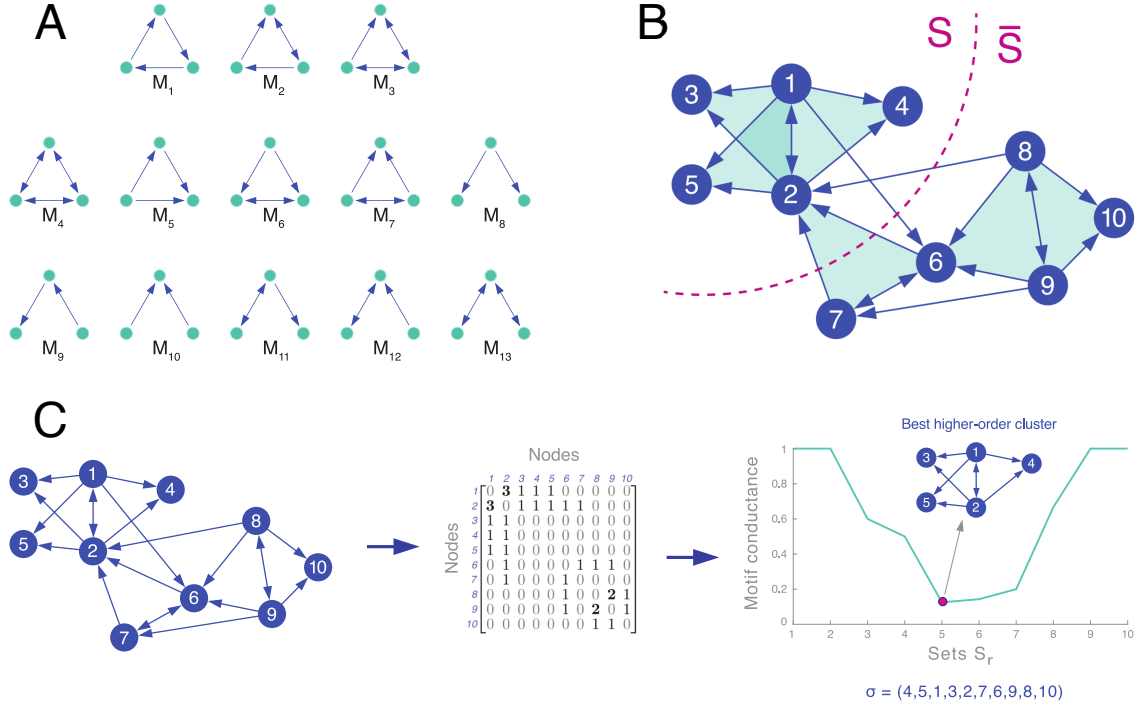 A
M1 M2 M3
M4 M5 M6 M7 M8
M9 M10 M11 M12 M13
B
S S̅
1
3
4
5
2
8
10
6
9
7
C
1
3
4
5
2
8
10
6
9
7
Nodes
1 2 3 4 5 6 7 8 9 10
Nodes
1 0 3 1 1 1 0 0 0 0 0
2 3 0 1 1 1 1 1 0 0 0
3 1 1 0 0 0 0 0 0 0 0
4 1 1 0 0 0 0 0 0 0 0
5 1 1 0 0 0 0 0 0 0 0
6 0 1 0 0 0 0 1 1 1 0
7 0 1 0 0 0 1 0 0 0 0
8 0 0 0 0 0 1 0 0 2 1
9 0 0 0 0 0 1 0 2 0 1
10 0 0 0 0 0 0 0 1 1 0
Best higher-order cluster
1
3
4
5
2
Motif conductance
1
0.8
0.6
0.4
0.2
0
1 2 3 4 5 6 7 8 9 10
Sets Sr
σ = (4,5,1,3,2,7,6,9,8,10)